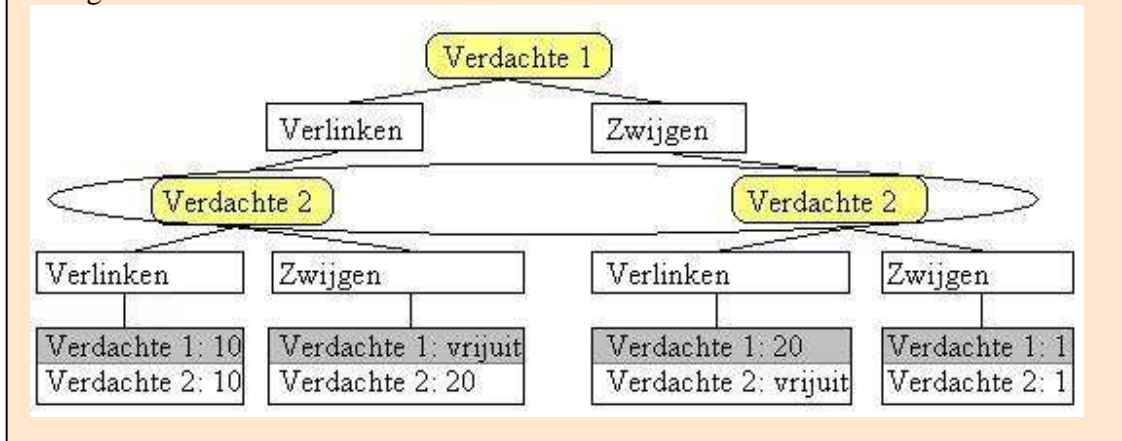 Verdachte 1
Verlinken Zwijgen
Verdachte 2 Verdachte 2
Verlinken Zwijgen Verlinken Zwijgen
Verdachte 1: 10 Verdachte 1: vrijuit Verdachte 1: 20 Verdachte 1: 1
Verdachte 2: 10 Verdachte 2: 20 Verdachte 2: vrijuit Verdachte 2: 1